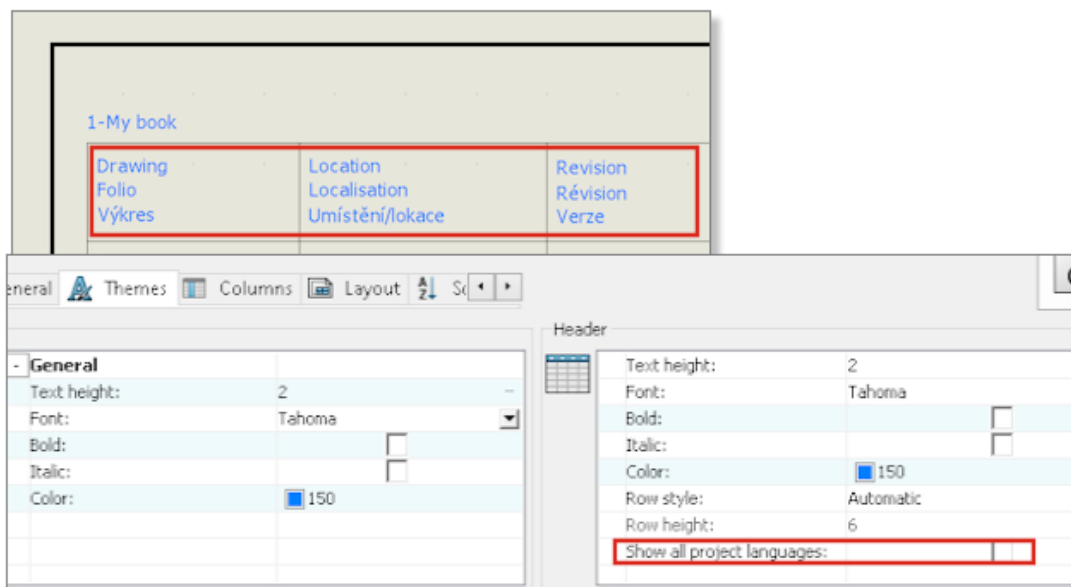 1-My book
Drawing Location Revision
Folio Localisation Révision
Výkres Umístění/lokace Verze
eneral Themes Columns Layout
Header
General
Text height: 2
Font: Tahoma
Bold:
Italic:
Color: 150
Text height: 2
Font: Tahoma
Bold:
Italic:
Color: 150
Row style: Automatic
Row height: 6
Show all project languages: